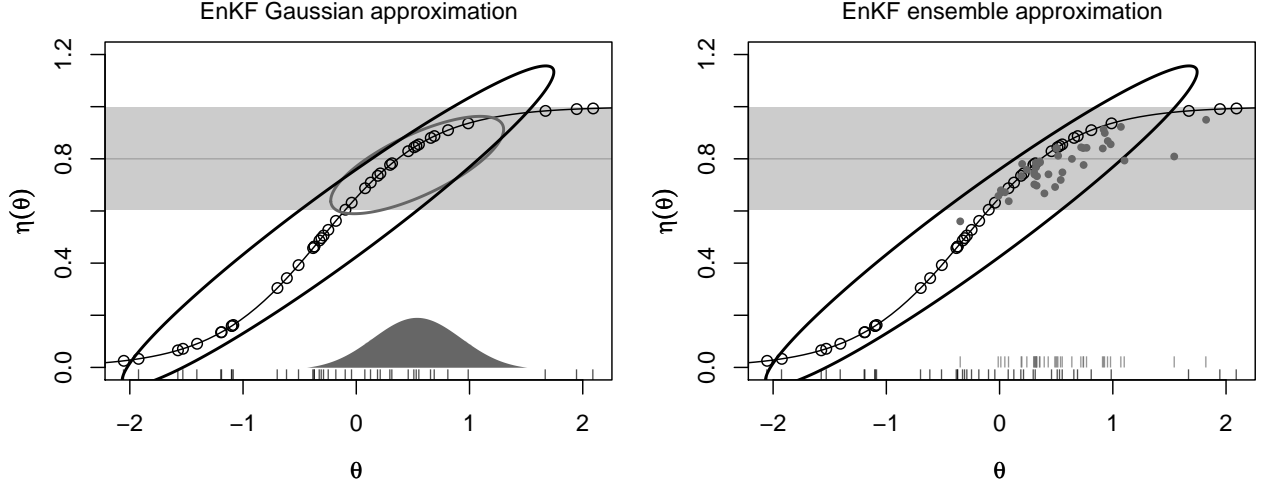 EnKF Gaussian approximation
η(θ)
0.0 0.4 0.8 1.2
−2 −1 0 1 2
θ
EnKF ensemble approximation
η(θ)
0.0 0.4 0.8 1.2
−2 −1 0 1 2
θ